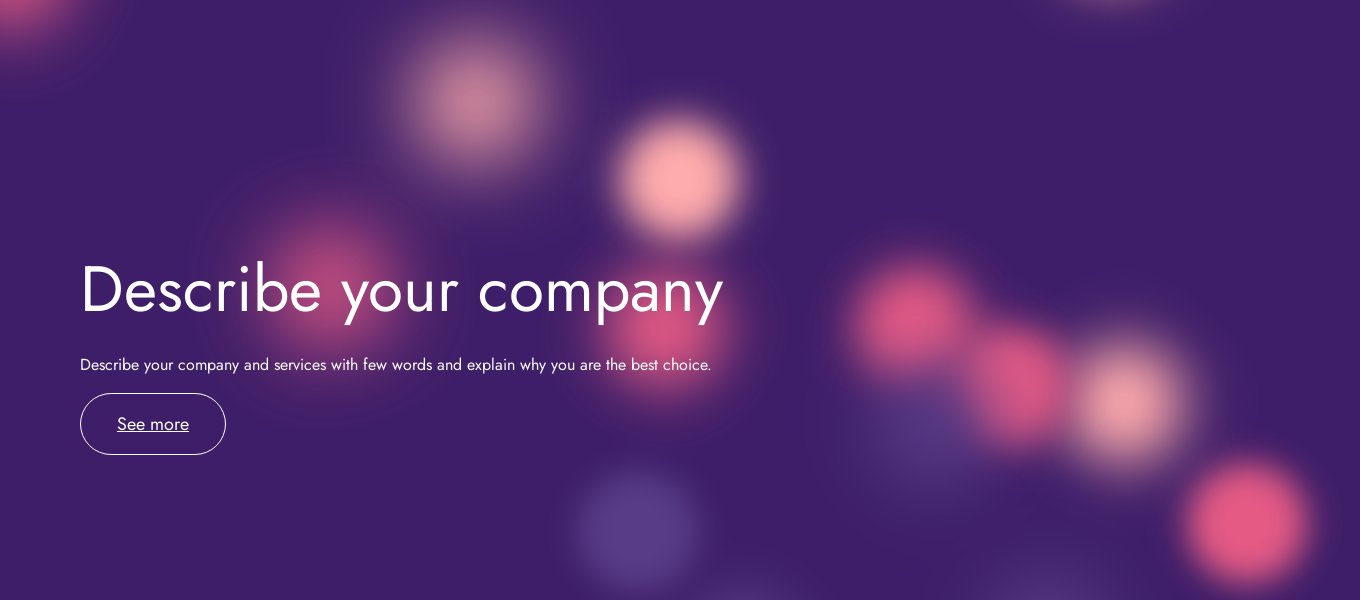 Describe your company
Describe your company and services with few words and explain why you are the best choice.
See more